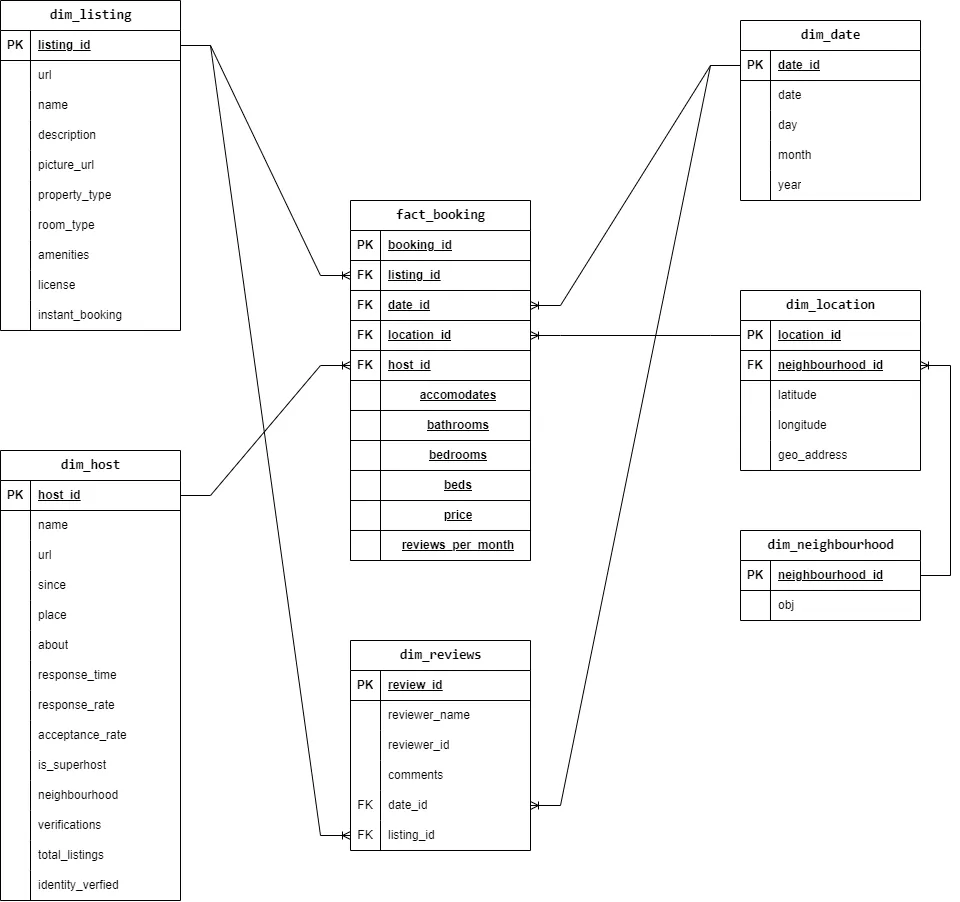 dim_listing
PK listing_id
url
name
description
picture_url
property_type
room_type
amenities
license
instant_booking
dim_host
PK host_id
name
url
since
place
about
response_time
response_rate
acceptance_rate
is_superhost
neighbourhood
verifications
total_listings
identity_verfied
fact_booking
PK booking_id
FK listing_id
FK date_id
FK location_id
FK host_id
accomodates
bathrooms
bedrooms
beds
price
reviews_per_month
dim_reviews
PK review_id
reviewer_name
reviewer_id
comments
FK date_id
FK listing_id
dim_date
PK date_id
date
day
month
year
dim_location
PK location_id
FK neighbourhood_id
latitude
longitude
geo_address
dim_neighbourhood
PK neighbourhood_id
obj